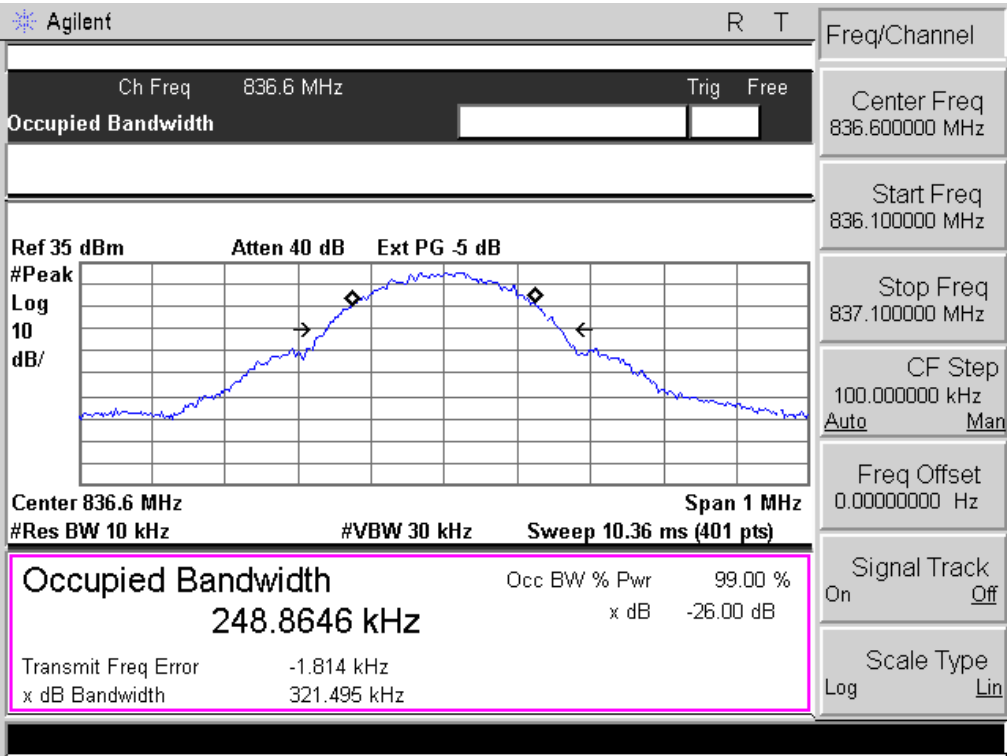 Agilent R T
Ch Freq 836.6 MHz Trig Free
Occupied Bandwidth
Ref 35 dBm Atten 40 dB Ext PG -5 dB
#Peak
Log
10
dB/
Center 836.6 MHz Span 1 MHz
#Res BW 10 kHz #VBW 30 kHz Sweep 10.36 ms (401 pts)
Occupied Bandwidth
248.8646 kHz
Occ BW % Pwr 99.00 %
x dB -26.00 dB
Transmit Freq Error -1.814 kHz
x dB Bandwidth 321.495 kHz
Freq/Channel
Center Freq
836.600000 MHz
Start Freq
836.100000 MHz
Stop Freq
837.100000 MHz
CF Step
100.000000 kHz
Auto Man
Freq Offset
0.00000000 Hz
Signal Track
On Off
Scale Type
Log Lin